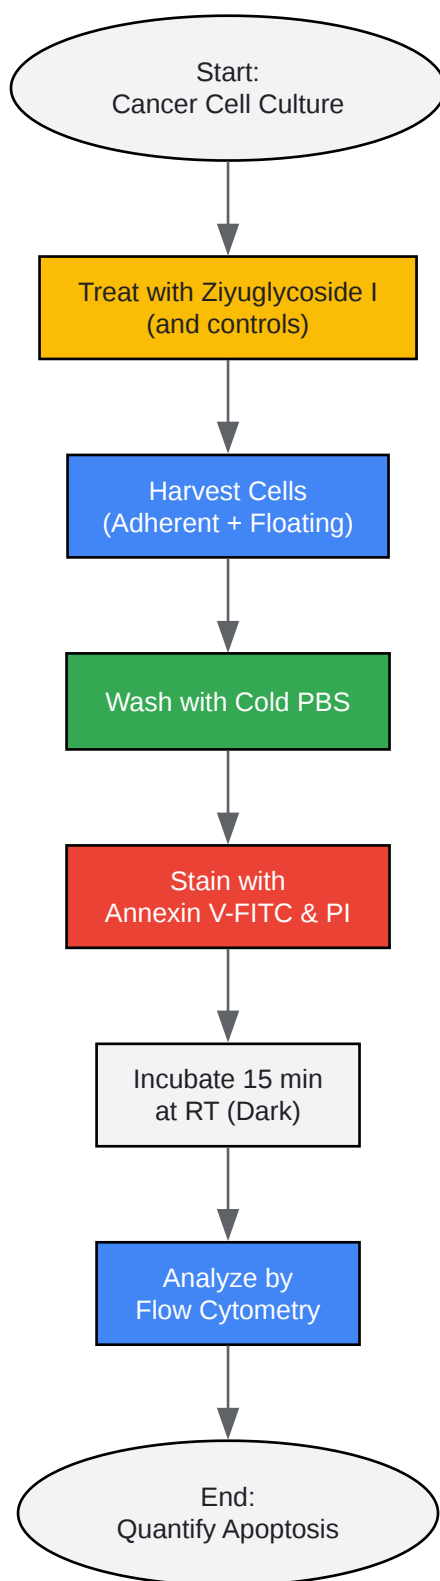 Start:
Cancer Cell Culture
Treat with Ziyuglycoside I
(and controls)
Harvest Cells
(Adherent + Floating)
Wash with Cold PBS
Stain with
Annexin V-FITC & PI
Incubate 15 min
at RT (Dark)
Analyze by
Flow Cytometry
End:
Quantify Apoptosis